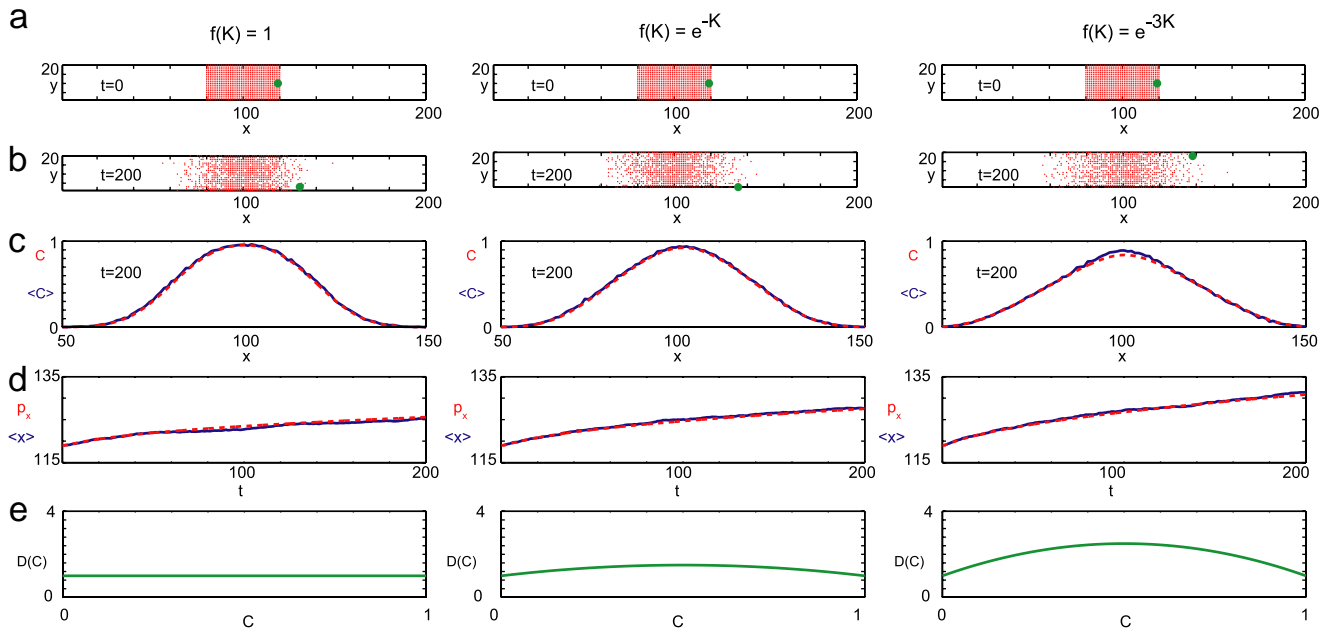 a
f(K) = 1
f(K) = e^-K
f(K) = e^-3K
20
y
t=0
100
200
x
20
y
t=0
100
200
x
20
y
t=0
100
200
x
b
20
y
t=200
100
200
x
20
y
t=200
100
200
x
20
y
t=200
100
200
x
c
1
C
<C>
t=200
0
50
100
150
x
1
C
<C>
t=200
0
50
100
150
x
1
C
<C>
t=200
0
50
100
150
x
d
135
p_x
<x>
115
100
200
t
135
p_x
<x>
115
100
200
t
135
p_x
<x>
115
100
200
t
e
4
D(C)
0
0
1
C
4
D(C)
0
0
1
C
4
D(C)
0
0
1
C